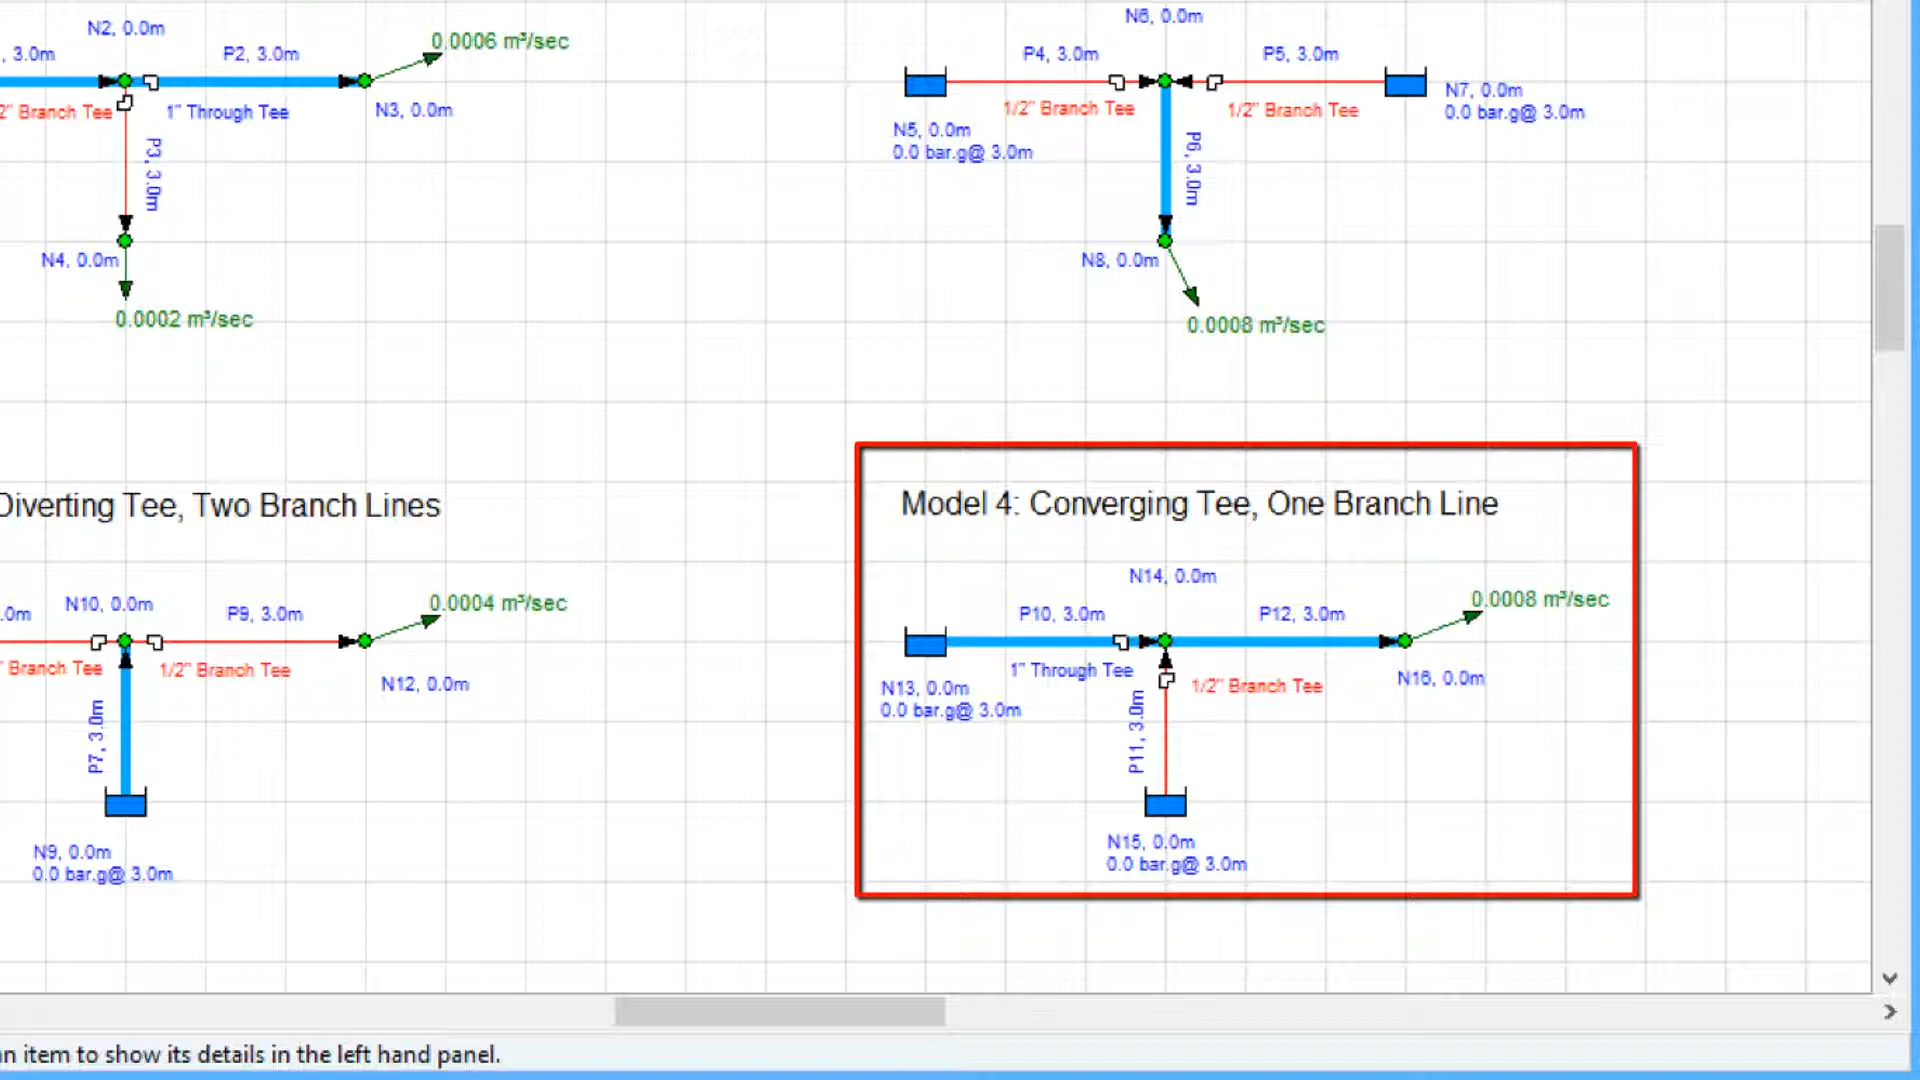 N2, 0.0m
, 3.0m
P2, 3.0m
0.0006 m³/sec
2" Branch Tee
1" Through Tee
N3, 0.0m
P3, 3.0m
N4, 0.0m
0.0002 m³/sec
N6, 0.0m
P4, 3.0m
P5, 3.0m
1/2" Branch Tee
1/2" Branch Tee
N7, 0.0m
0.0 bar.g@ 3.0m
N5, 0.0m
0.0 bar.g@ 3.0m
P6, 3.0m
N8, 0.0m
0.0008 m³/sec
Diverting Tee, Two Branch Lines
N10, 0.0m
.0m
P9, 3.0m
0.0004 m³/sec
" Branch Tee
1/2" Branch Tee
N12, 0.0m
P7, 3.0m
N9, 0.0m
0.0 bar.g@ 3.0m
Model 4: Converging Tee, One Branch Line
N14, 0.0m
P10, 3.0m
P12, 3.0m
0.0008 m³/sec
1" Through Tee
1/2" Branch Tee
N16, 0.0m
N13, 0.0m
0.0 bar.g@ 3.0m
P11, 3.0m
N15, 0.0m
0.0 bar.g@ 3.0m
n item to show its details in the left hand panel.